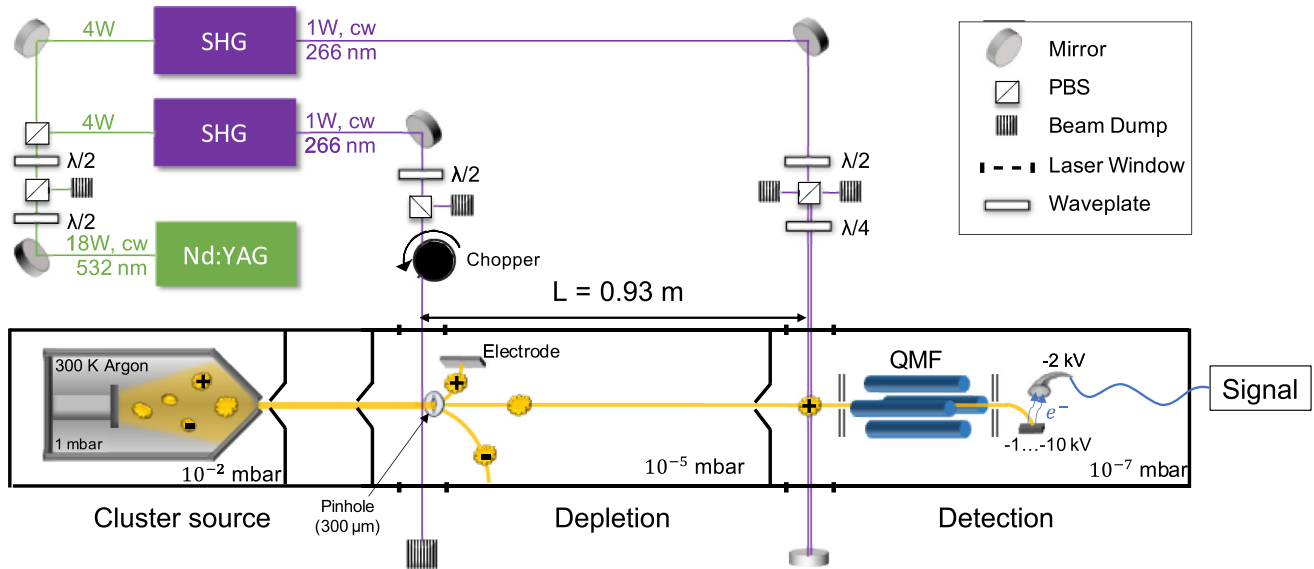 4W
SHG
1W, cw
266 nm
Mirror
PBS
Beam Dump
Laser Window
Waveplate
4W
SHG
1W, cw
266 nm
λ/2
λ/2
λ/2
λ/2
λ/4
18W, cw
532 nm
Nd:YAG
Chopper
L = 0.93 m
300 K Argon
1 mbar
+
-
10⁻² mbar
Electrode
+
-
Pinhole
(300 µm)
10⁻⁵ mbar
+
QMF
-2 kV
e⁻
-1...-10 kV
10⁻⁷ mbar
Signal
Cluster source
Depletion
Detection